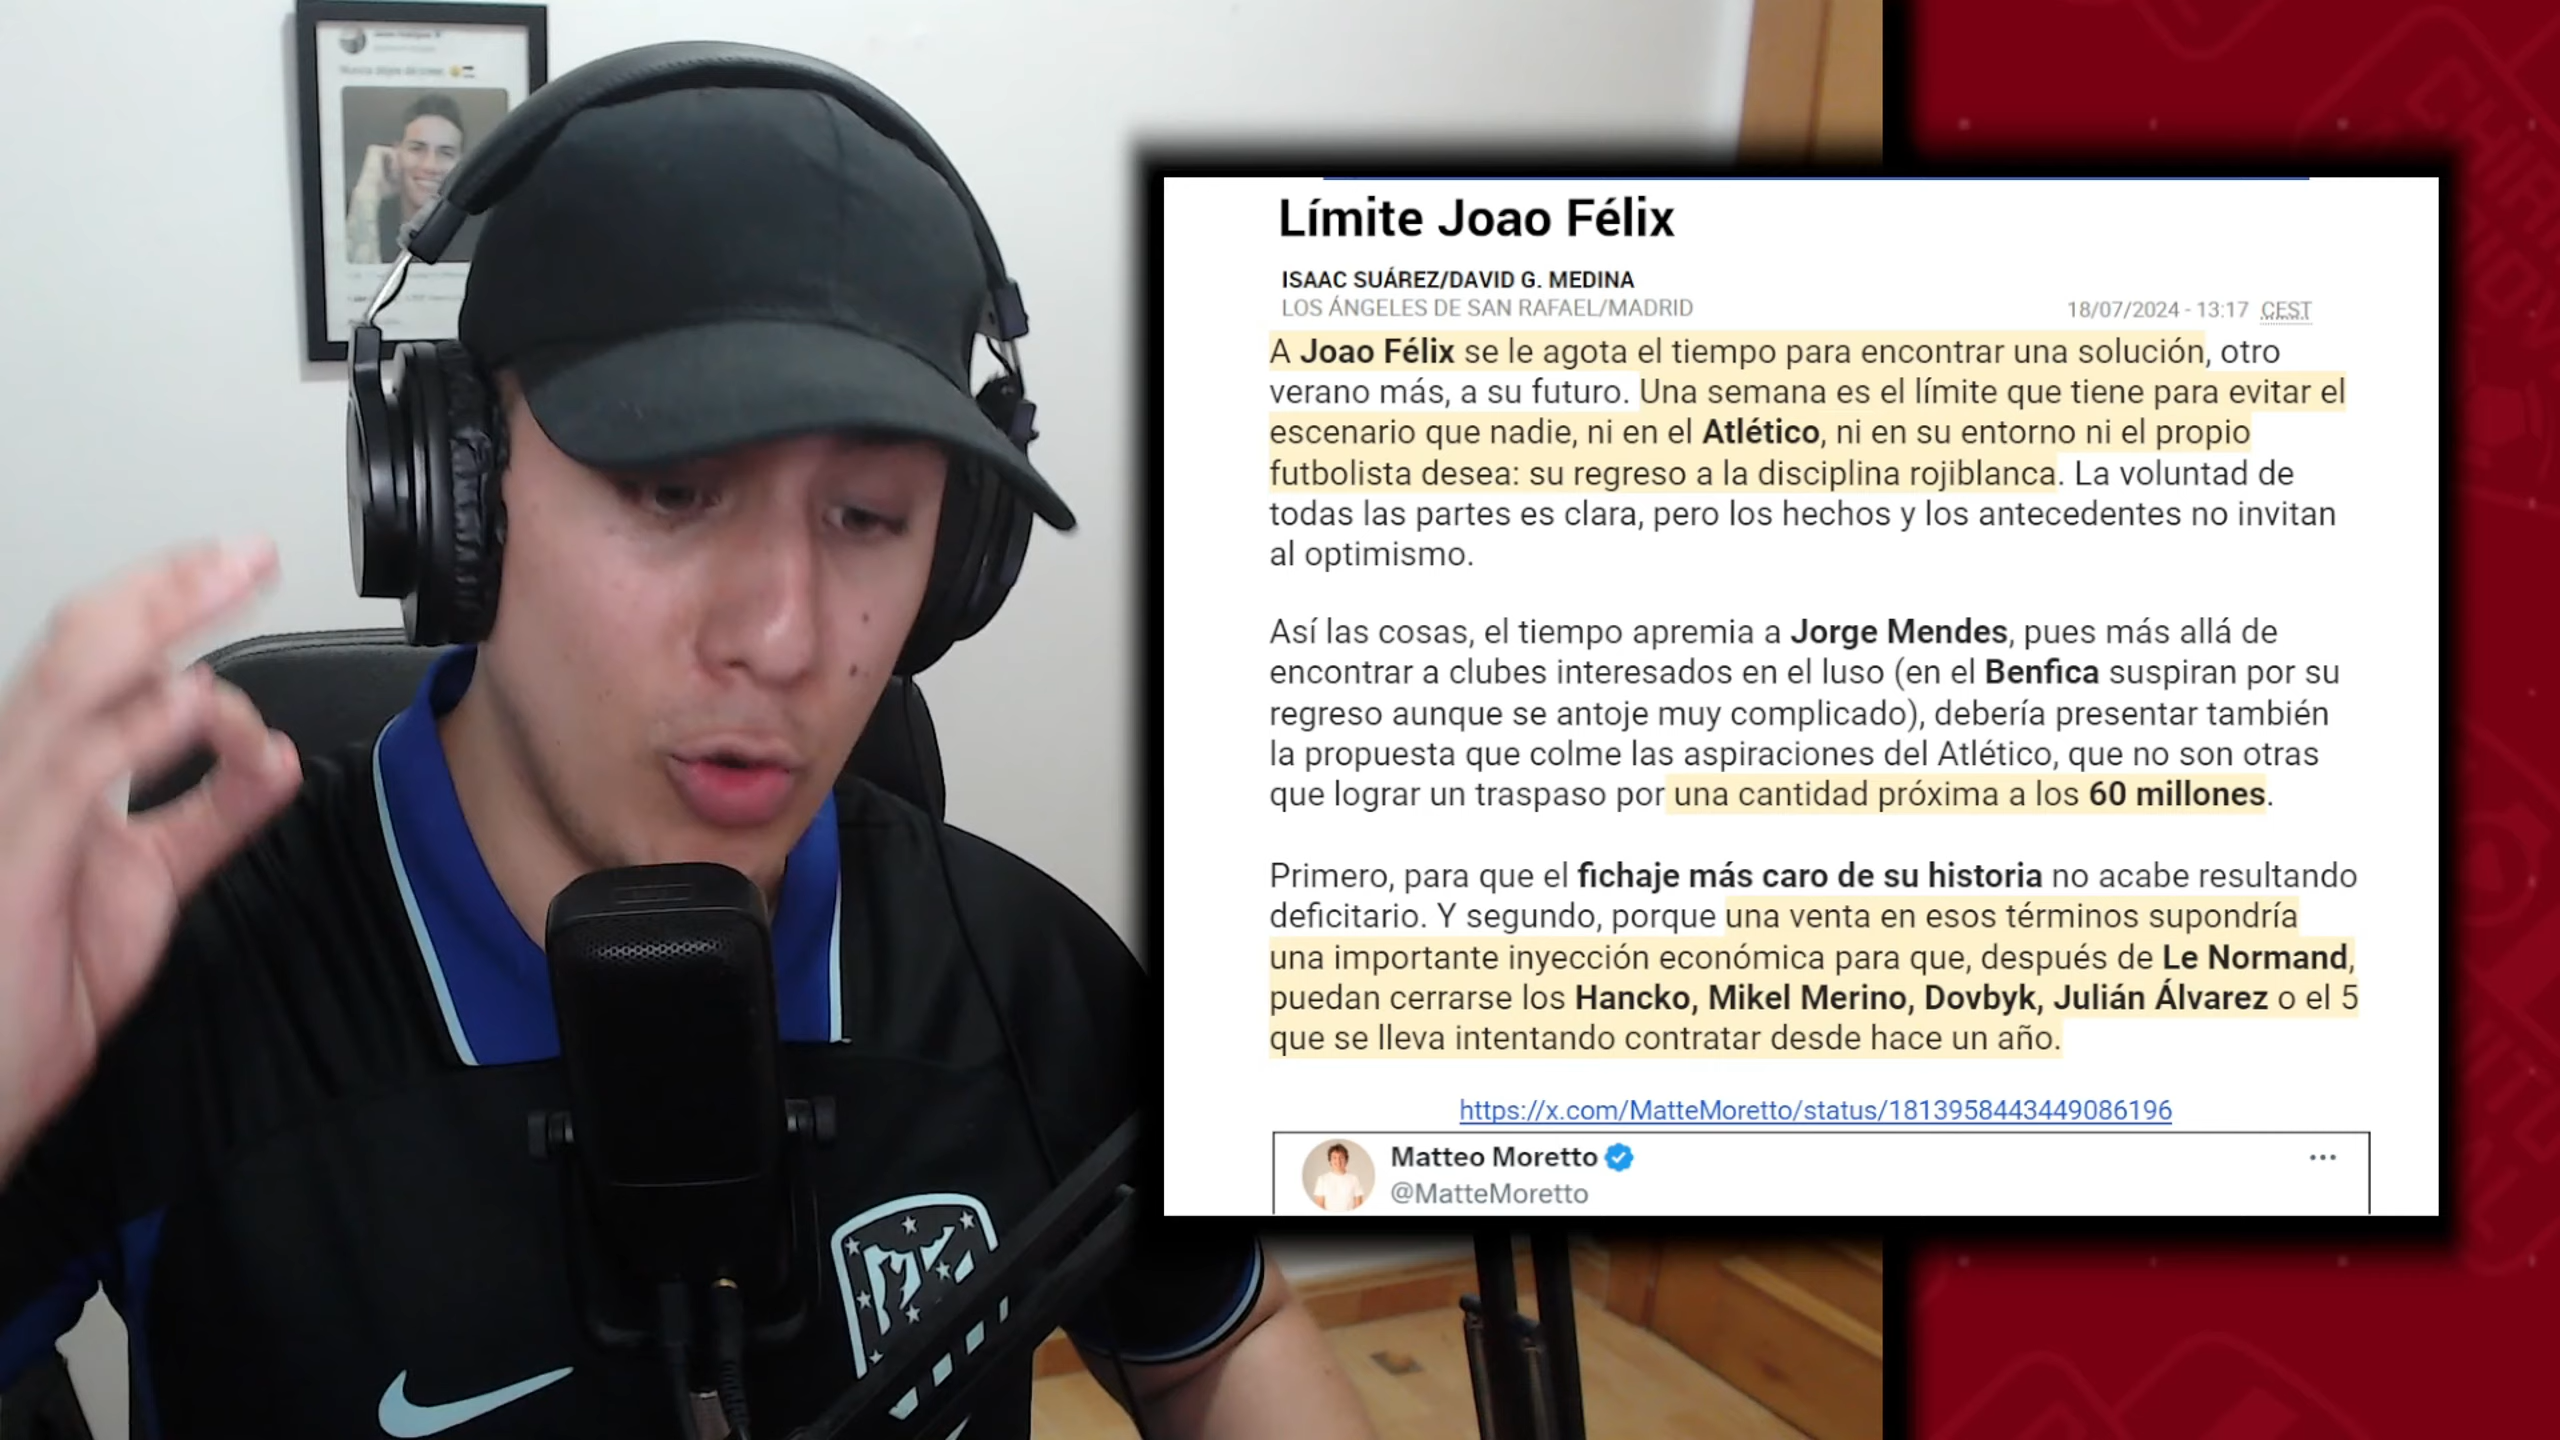 Límite Joao Félix
ISAAC SUÁREZ/DAVID G. MEDINA
LOS ÁNGELES DE SAN RAFAEL/MADRID
18/07/2024 - 13:17 CEST
A Joao Félix se le agota el tiempo para encontrar una solución, otro
verano más, a su futuro. Una semana es el límite que tiene para evitar el
escenario que nadie, ni en el Atlético, ni en su entorno ni el propio
futbolista desea: su regreso a la disciplina rojiblanca. La voluntad de
todas las partes es clara, pero los hechos y los antecedentes no invitan
al optimismo.
Así las cosas, el tiempo apremia a Jorge Mendes, pues más allá de
encontrar a clubes interesados en el luso (en el Benfica suspiran por su
regreso aunque se antoje muy complicado), debería presentar también
la propuesta que colme las aspiraciones del Atlético, que no son otras
que lograr un traspaso por una cantidad próxima a los 60 millones.
Primero, para que el fichaje más caro de su historia no acabe resultando
deficitario. Y segundo, porque una venta en esos términos supondría
una importante inyección económica para que, después de Le Normand,
puedan cerrarse los Hancko, Mikel Merino, Dovbyk, Julián Álvarez o el 5
que se lleva intentando contratar desde hace un año.
https://x.com/MatteMoretto/status/1813958443449086196
Matteo Moretto
@MatteMoretto